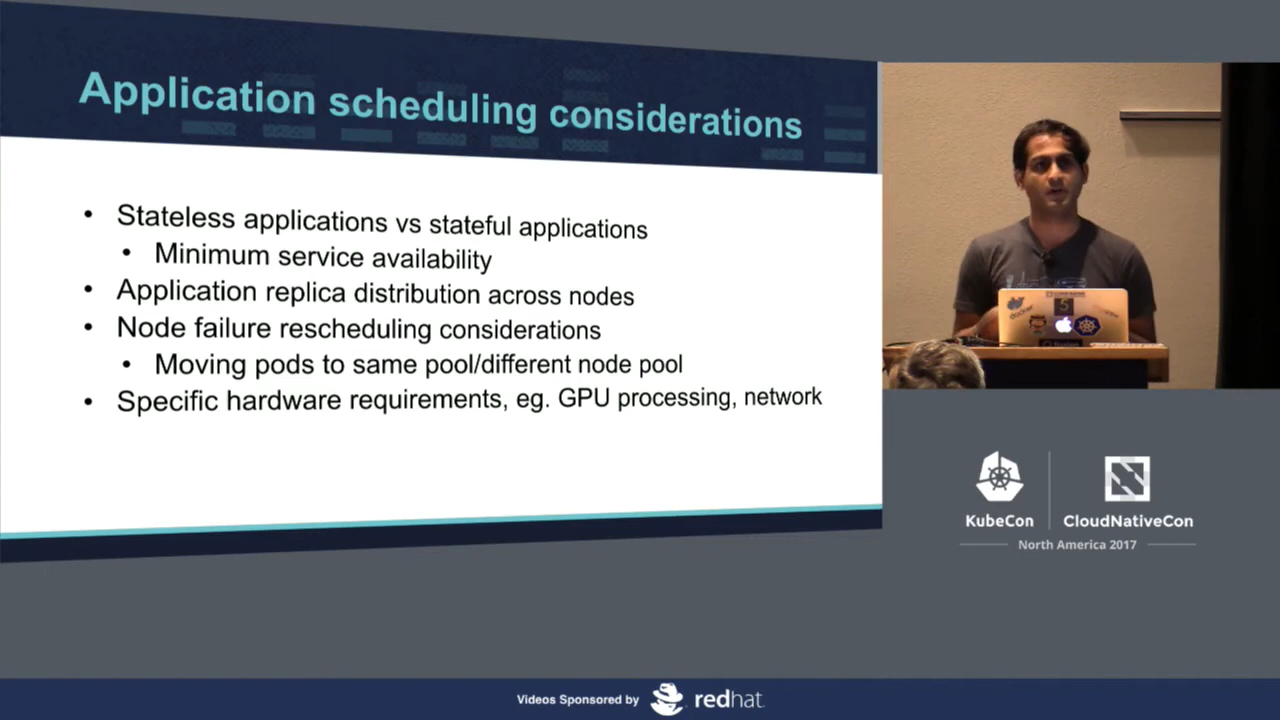 Application scheduling considerations
• Stateless applications vs stateful applications
• Minimum service availability
• Application replica distribution across nodes
• Node failure rescheduling considerations
• Moving pods to same pool/different node pool
• Specific hardware requirements, eg. GPU processing, network
docker
KubeCon
CloudNativeCon
North America 2017
Videos Sponsored by
redhat.